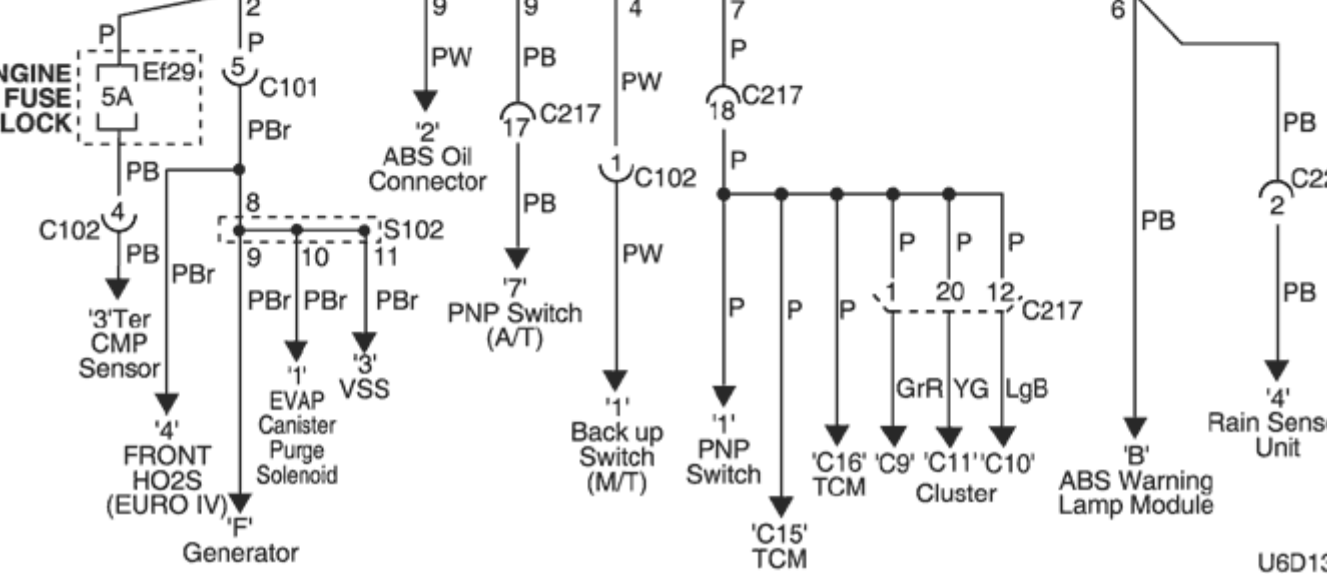 2
9
9
4
7
6
P
P
PW
PB
PW
P
PB
Ef29
5A
FUSE
5
C101
PBr
'2'
ABS Oil
Connector
17
C217
18
C217
P
1
C102
2
PB
4
C102
PB
PBr
8
S102
9
10
11
PBr
PBr
PBr
PB
PW
PB
PB
'3'Ter
CMP
Sensor
'4'
FRONT
HO2S
(EURO IV)
'F'
Generator
'1'
EVAP
Canister
Purge
Solenoid
'3'
VSS
'7'
PNP Switch
(A/T)
'1'
Back up
Switch
(M/T)
P
P
P
P
P
P
1
20
12
C217
GrR
YG
LgB
'1'
PNP
Switch
'C15'
TCM
'C16'
TCM
'C9'
'C11'
'C10'
Cluster
'B'
ABS Warning
Lamp Module
'4'
Rain
Unit